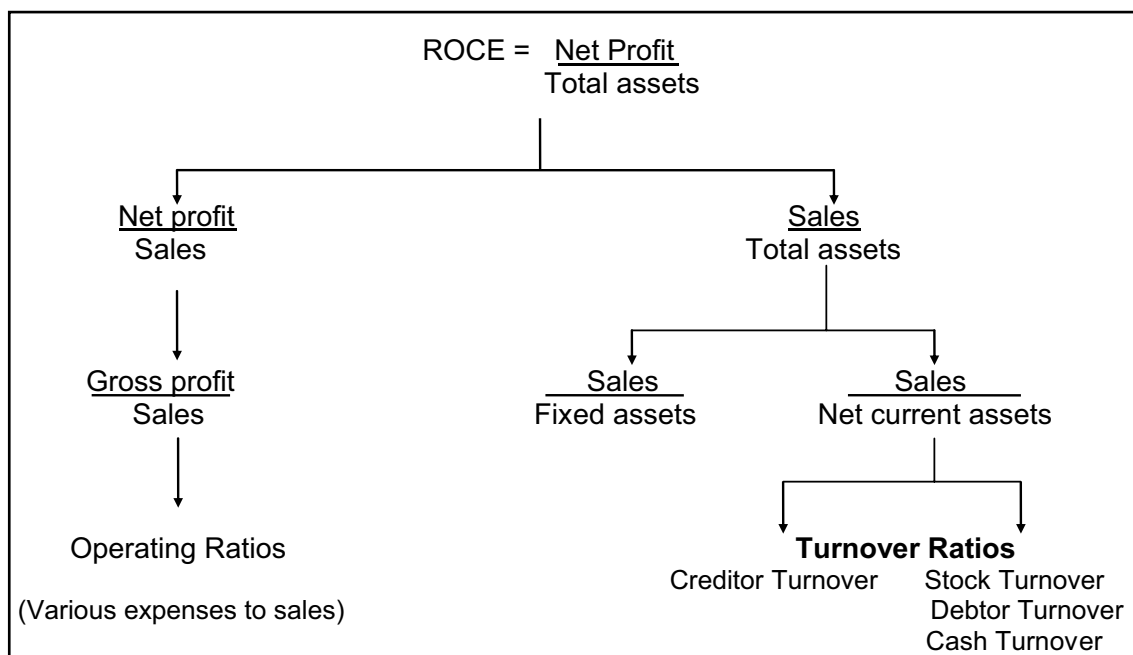 ROCE = Net Profit
Total assets
Net profit
Sales
Sales
Total assets
Gross profit
Sales
Sales
Fixed assets
Sales
Net current assets
Operating Ratios
(Various expenses to sales)
Turnover Ratios
Creditor Turnover Stock Turnover
Debtor Turnover
Cash Turnover